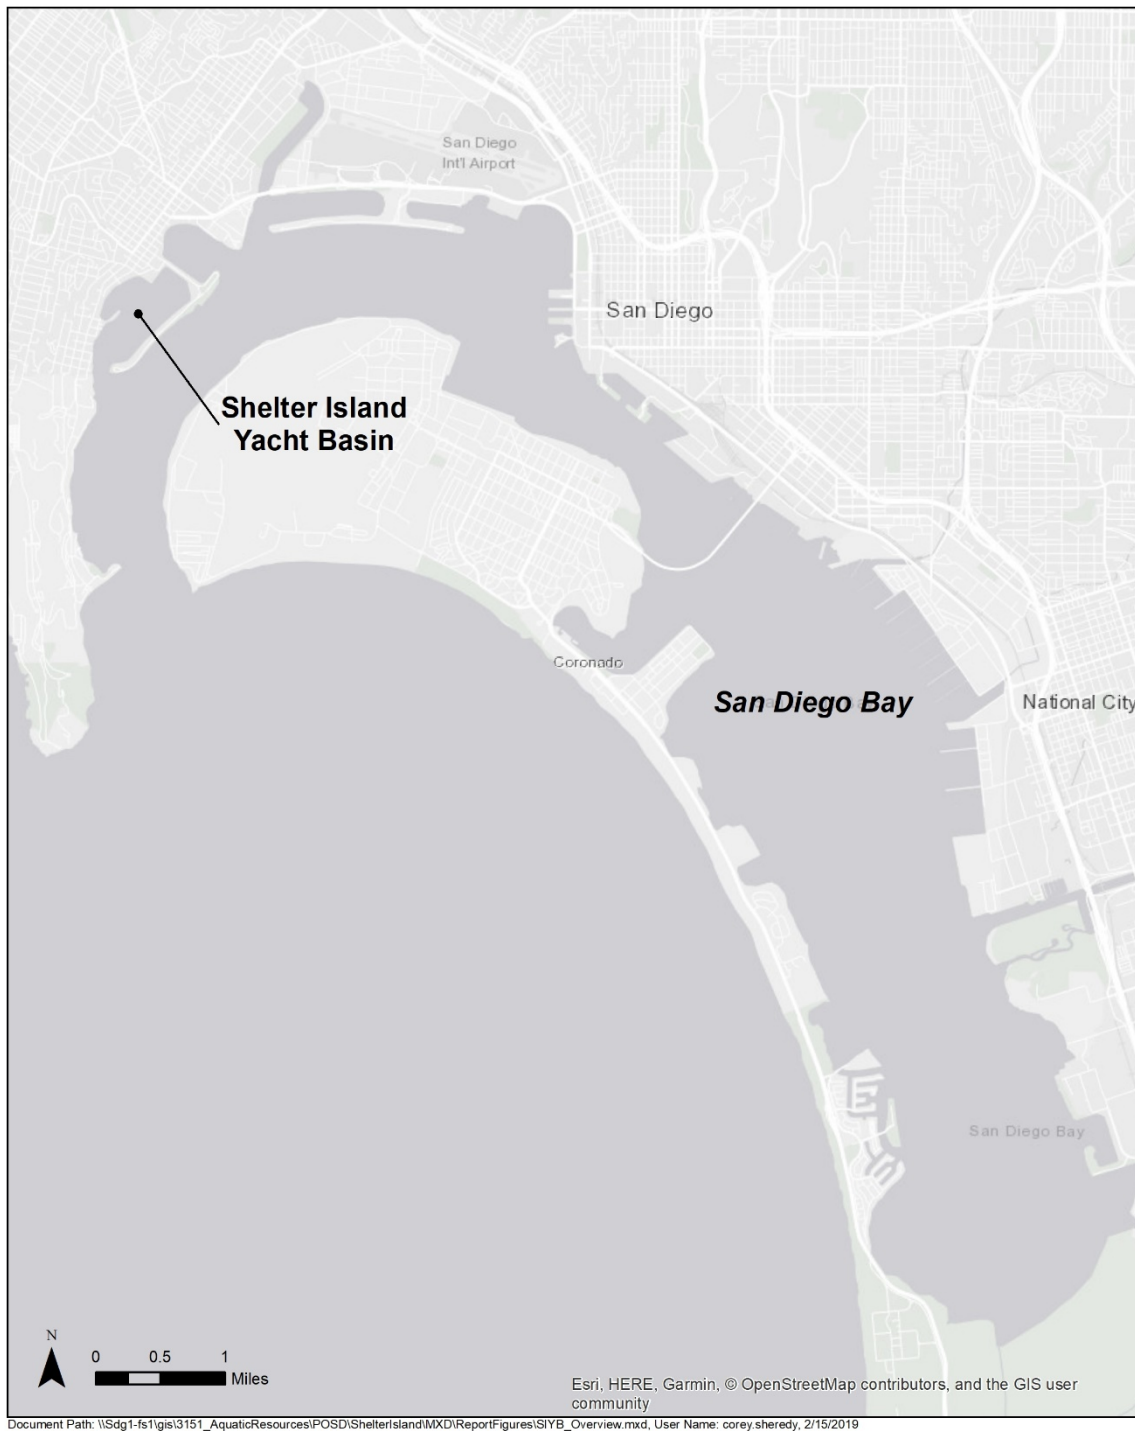 San Diego
Int'l Airport
San Diego
Shelter Island
Yacht Basin
Coronado
San Diego Bay
National City
San Diego Bay
N
0 0.5 1
Miles
Esri, HERE, Garmin, © OpenStreetMap contributors, and the GIS user
community
Document Path: \\Sdg1-fs1\gis\3151_AquaticResources\POSD\ShelterIsland\MXD\ReportFigures\SIYB_Overview.mxd, User Name: corey.sheredy, 2/15/2019